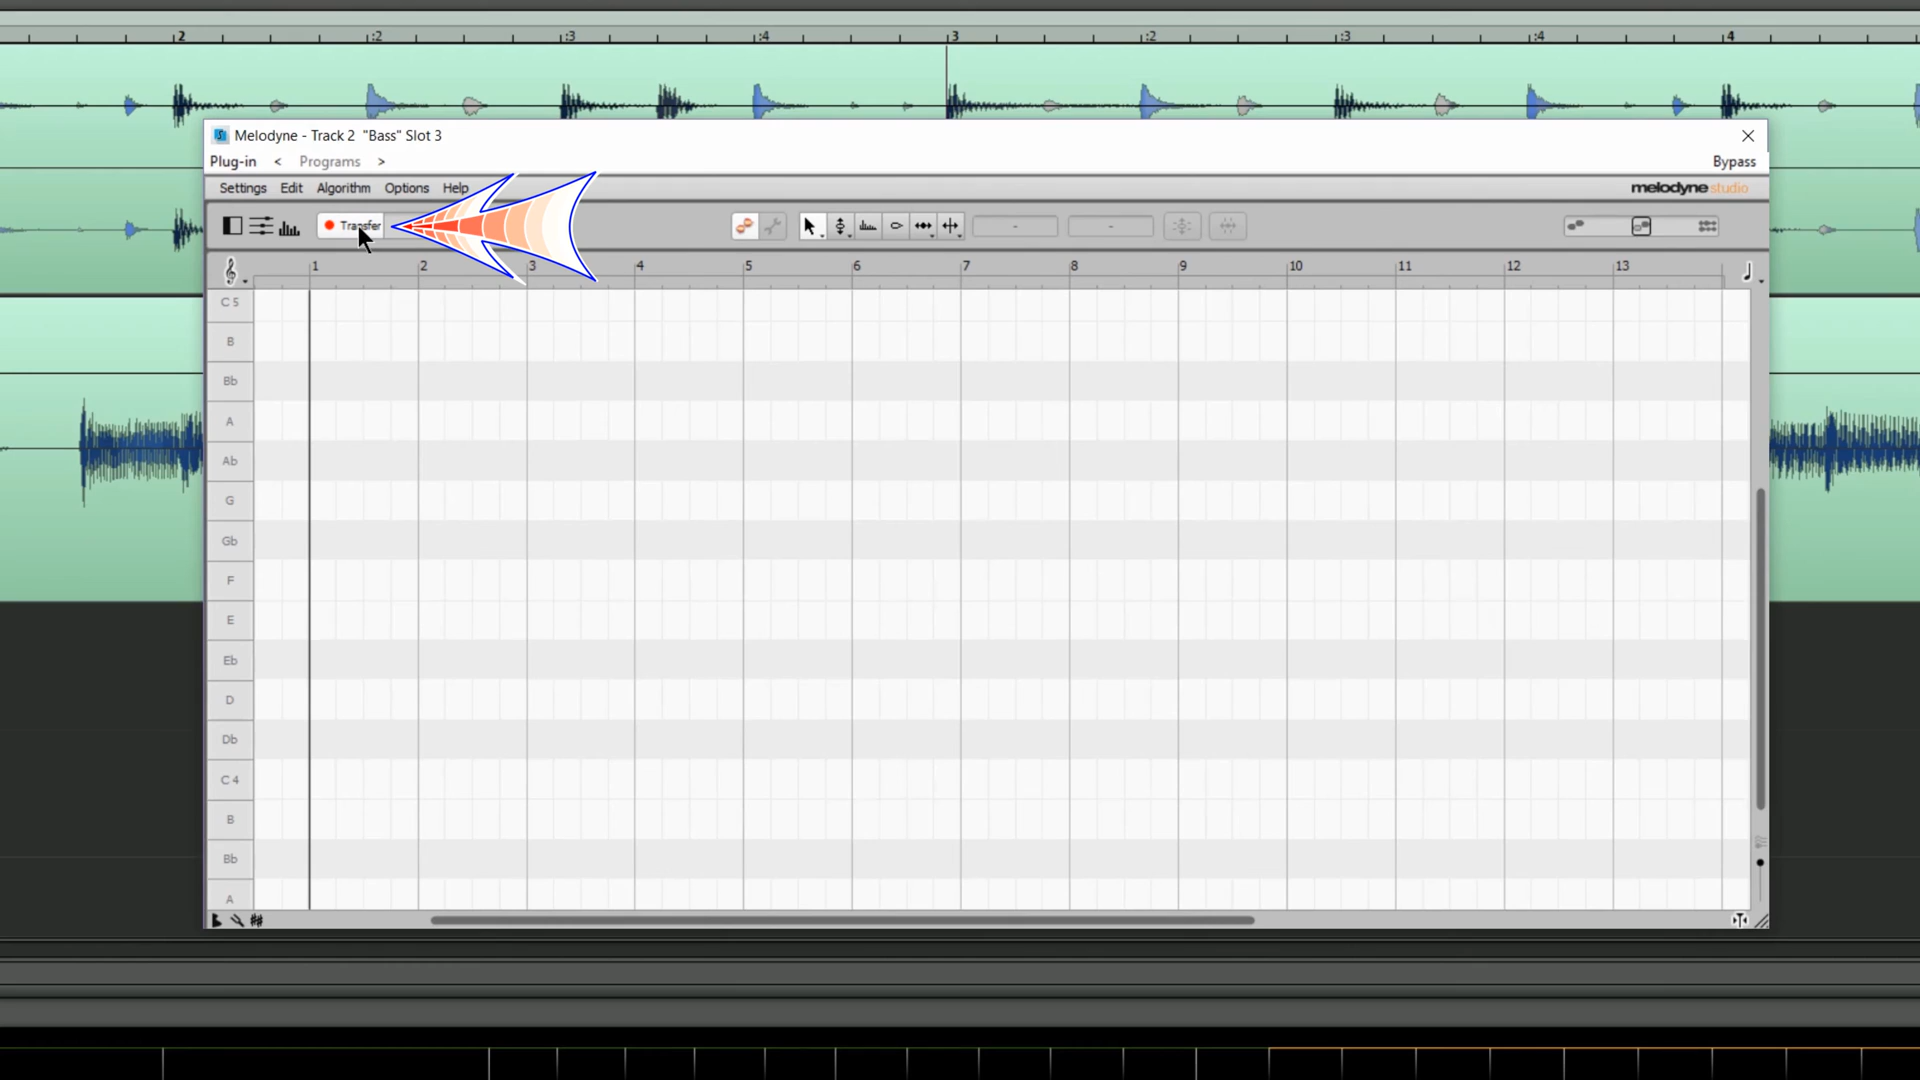 2 :2 :3 :4 3 :2 :3 :4 4
Melodyne - Track 2 "Bass" Slot 3
Plug-in < Programs > Bypass
Settings Edit Algorithm Options Help melodyne studio
Transfer - -
1 2 3 4 5 6 7 8 9 10 11 12 13
C 5
B
Bb
A
Ab
G
Gb
F
E
Eb
D
Db
C 4
B
Bb
A